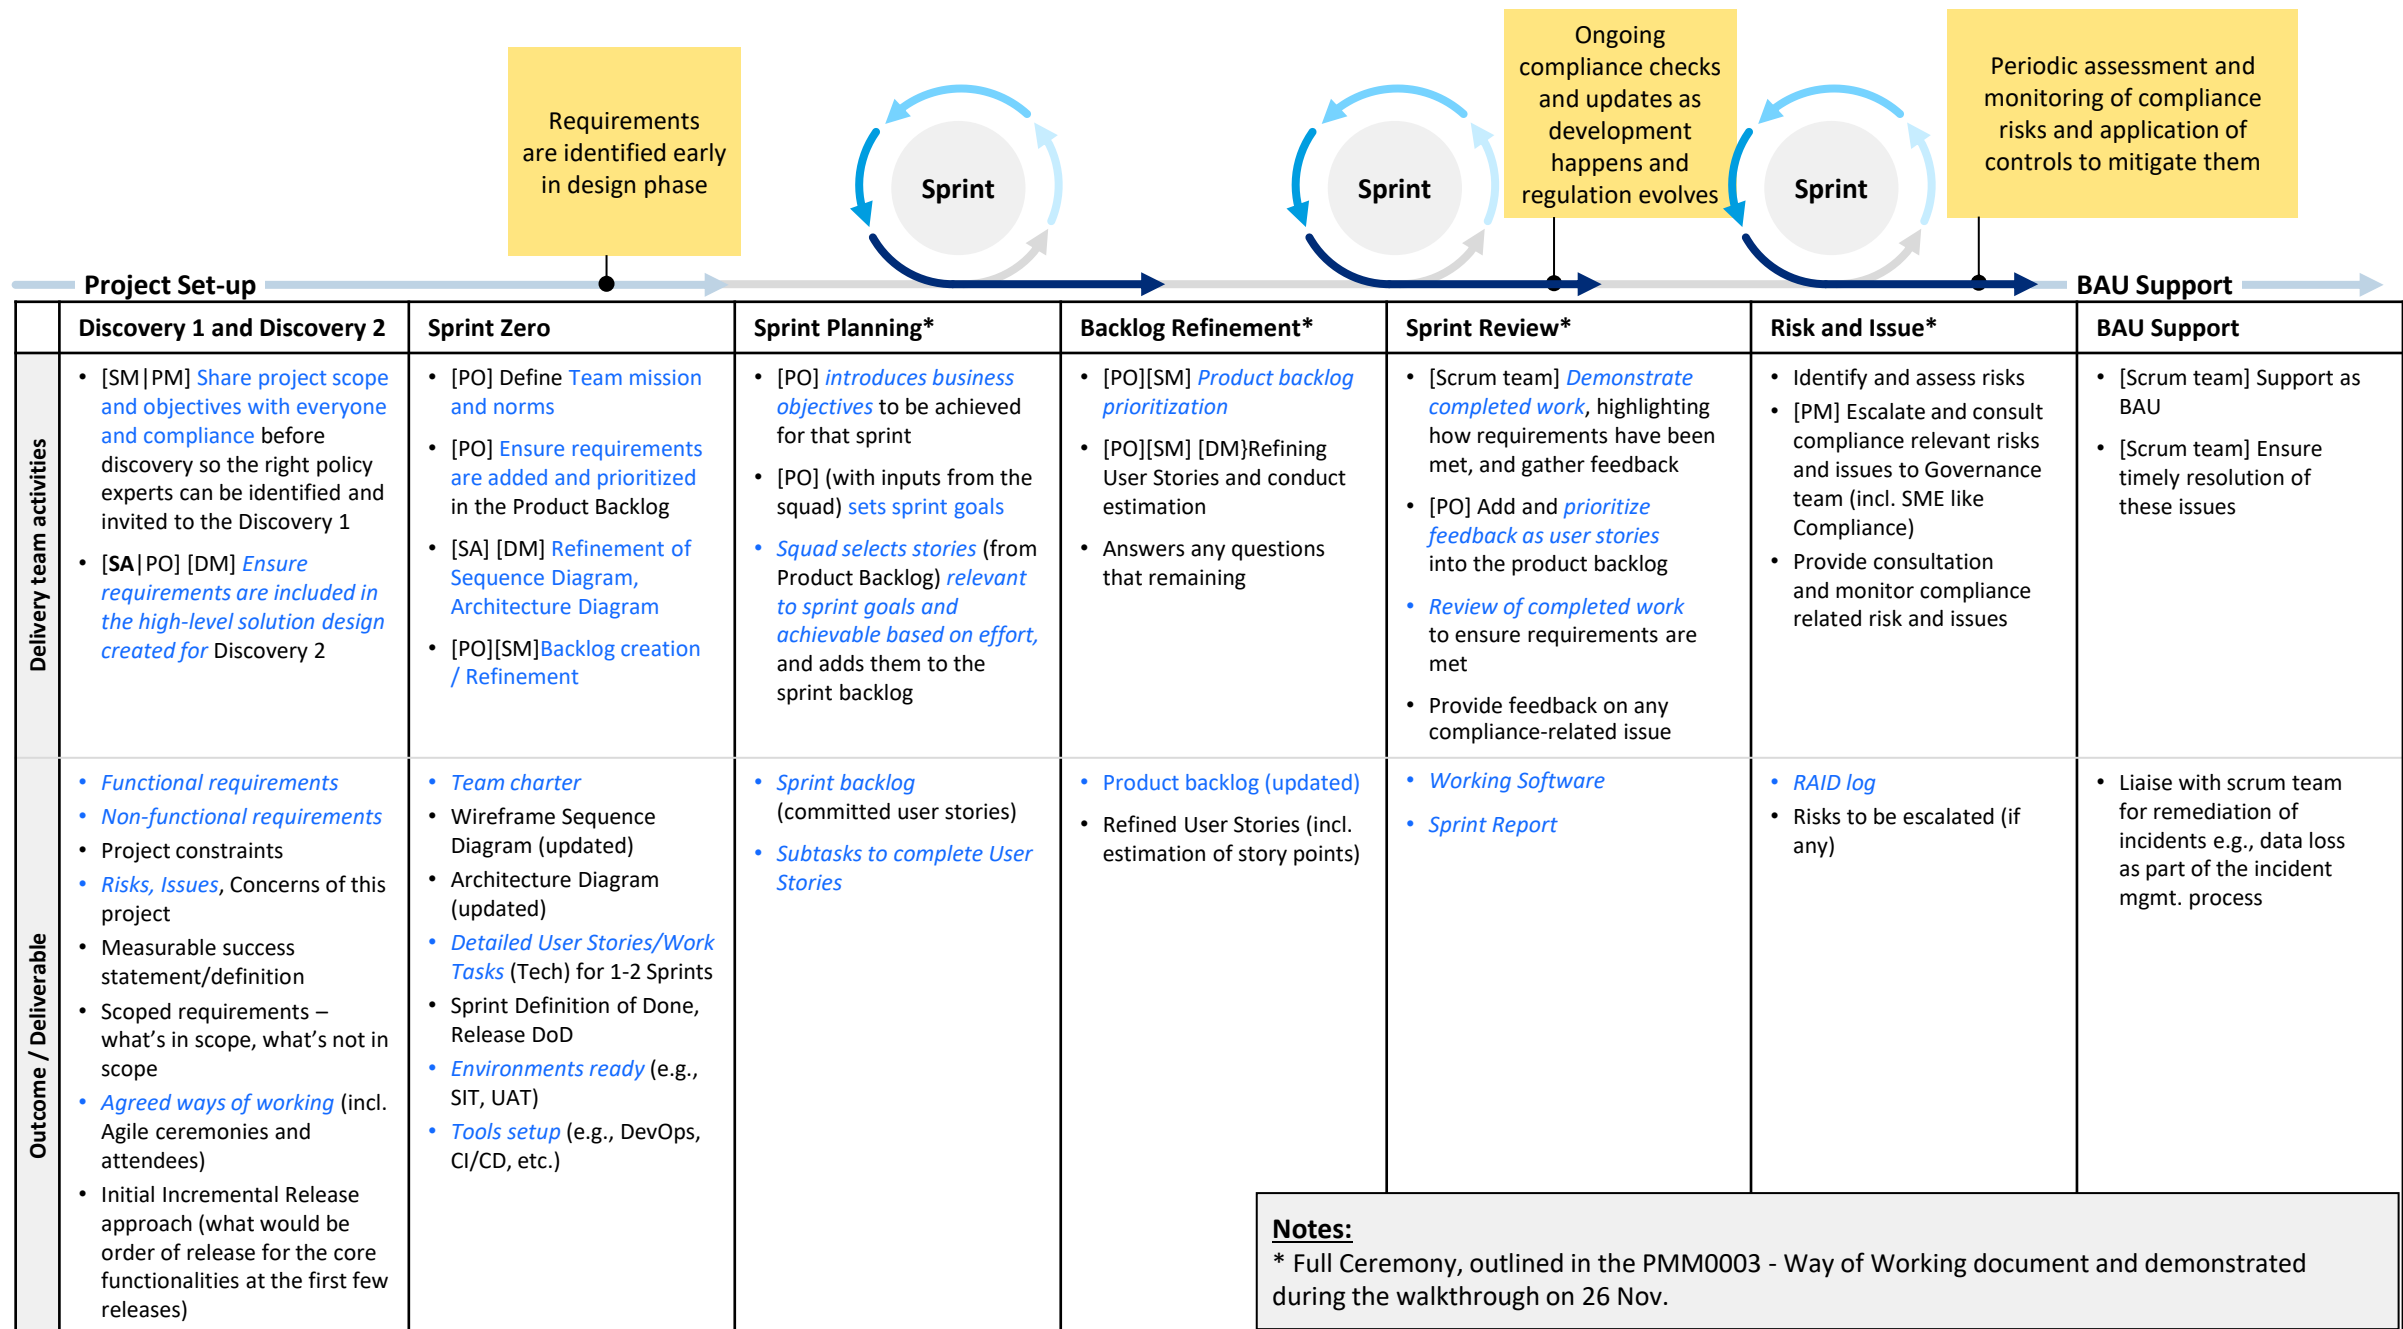 Requirements
are identified early
in design phase
Sprint
Sprint
Ongoing
compliance checks
and updates as
development
happens and
regulation evolves
Sprint
Periodic assessment and
monitoring of compliance
risks and application of
controls to mitigate them
Project Set-up
BAU Support
Discovery 1 and Discovery 2
Sprint Zero
Sprint Planning*
Backlog Refinement*
Sprint Review*
Risk and Issue*
BAU Support
Delivery team activities
• [SM|PM] Share project scope
and objectives with everyone
and compliance before
discovery so the right policy
experts can be identified and
invited to the Discovery 1
• [SA|PO] [DM] Ensure
requirements are included in
the high-level solution design
created for Discovery 2
• [PO] Define Team mission
and norms
• [PO] Ensure requirements
are added and prioritized
in the Product Backlog
• [SA] [DM] Refinement of
Sequence Diagram,
Architecture Diagram
• [PO][SM]Backlog creation
/ Refinement
• [PO] introduces business
objectives to be achieved
for that sprint
• [PO] (with inputs from the
squad) sets sprint goals
• Squad selects stories (from
Product Backlog) relevant
to sprint goals and
achievable based on effort,
and adds them to the
sprint backlog
• [PO][SM] Product backlog
prioritization
• [PO][SM] [DM}Refining
User Stories and conduct
estimation
• Answers any questions
that remaining
• [Scrum team] Demonstrate
completed work, highlighting
how requirements have been
met, and gather feedback
• [PO] Add and prioritize
feedback as user stories
into the product backlog
• Review of completed work
to ensure requirements are
met
• Provide feedback on any
compliance-related issue
• Identify and assess risks
• [PM] Escalate and consult
compliance relevant risks
and issues to Governance
team (incl. SME like
Compliance)
• Provide consultation
and monitor compliance
related risk and issues
• [Scrum team] Support as
BAU
• [Scrum team] Ensure
timely resolution of
these issues
Outcome / Deliverable
• Functional requirements
• Non-functional requirements
• Project constraints
• Risks, Issues, Concerns of this
project
• Measurable success
statement/definition
• Scoped requirements –
what's in scope, what's not in
scope
• Agreed ways of working (incl.
Agile ceremonies and
attendees)
• Initial Incremental Release
approach (what would be
order of release for the core
functionalities at the first few
releases)
• Team charter
• Wireframe Sequence
Diagram (updated)
• Architecture Diagram
(updated)
• Detailed User Stories/Work
Tasks (Tech) for 1-2 Sprints
• Sprint Definition of Done,
Release DoD
• Environments ready (e.g.,
SIT, UAT)
• Tools setup (e.g., DevOps,
CI/CD, etc.)
• Sprint backlog
(committed user stories)
• Subtasks to complete User
Stories
• Product backlog (updated)
• Refined User Stories (incl.
estimation of story points)
• Working Software
• Sprint Report
• RAID log
• Risks to be escalated (if
any)
• Liaise with scrum team
for remediation of
incidents e.g., data loss
as part of the incident
mgmt. process
Notes:
* Full Ceremony, outlined in the PMM0003 - Way of Working document and demonstrated
during the walkthrough on 26 Nov.